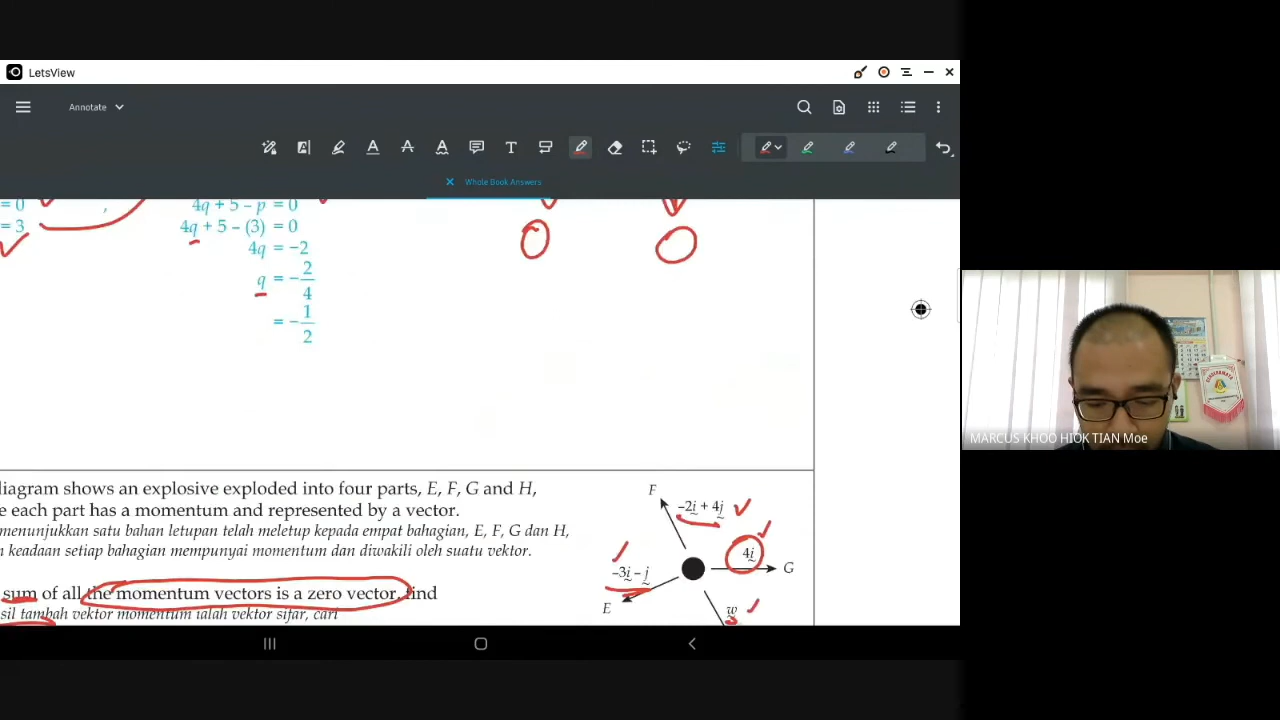 LetsView
Annotate
Whole Book Answers
= 0
4q + 5 − p = 0
= 3
4q + 5 − (3) = 0
4q = −2
q = −2/4
= −1/2
diagram shows an explosive exploded into four parts, E, F, G and H,
e each part has a momentum and represented by a vector.
menunjukkan satu bahan letupan telah meletup kepada empat bahagian, E, F, G dan H,
n keadaan setiap bahagian mempunyai momentum dan diwakili oleh suatu vektor.
sum of all the momentum vectors is a zero vector, find
sil tambah vektor momentum ialah vektor sifar, cari
F
−2i + 4j
4i
G
−3i − j
E
w
MARCUS KHOO HIOK TIAN Moe